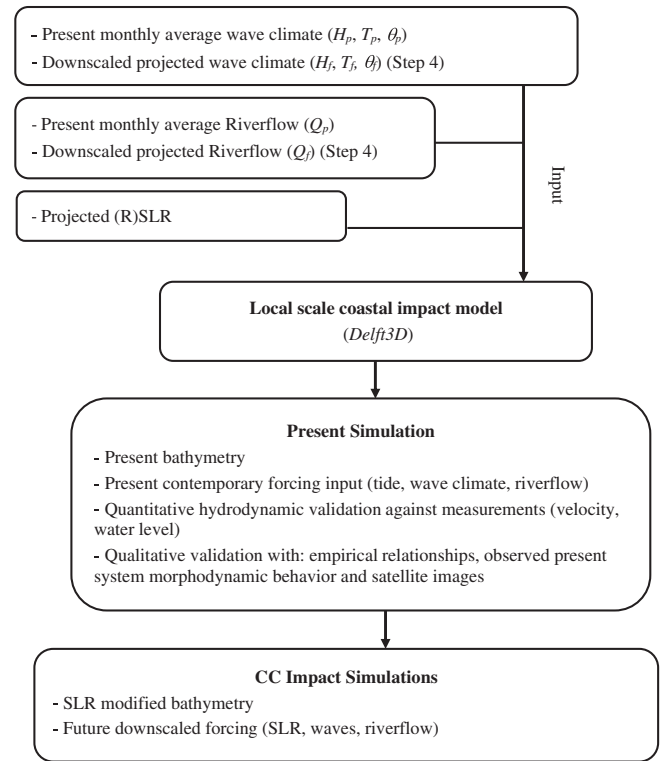 - Present monthly average wave climate (Hp, Tp, θp)
- Downscaled projected wave climate (Hf, Tf, θf) (Step 4)
- Present monthly average Riverflow (Qp)
- Downscaled projected Riverflow (Qf) (Step 4)
- Projected (R)SLR
Input
Local scale coastal impact model
(Delft3D)
Present Simulation
- Present bathymetry
- Present contemporary forcing input (tide, wave climate, riverflow)
- Quantitative hydrodynamic validation against measurements (velocity,
water level)
- Qualitative validation with: empirical relationships, observed present
system morphodynamic behavior and satellite images
CC Impact Simulations
- SLR modified bathymetry
- Future downscaled forcing (SLR, waves, riverflow)